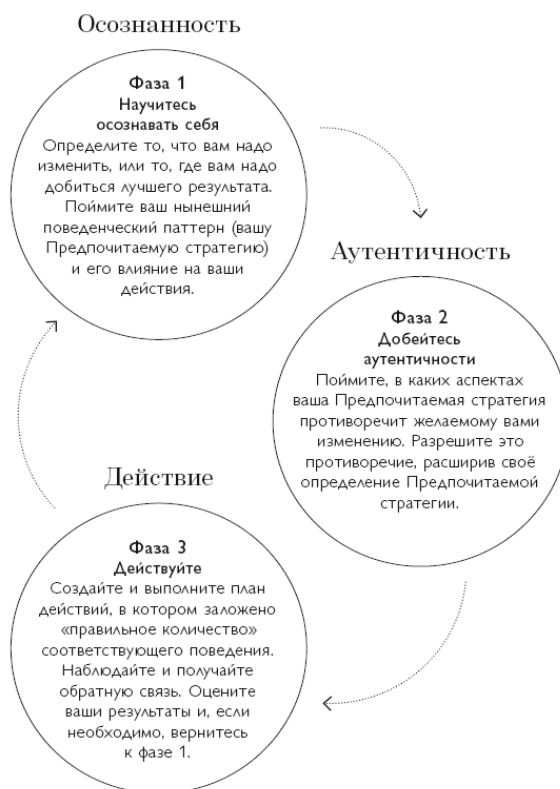 Осознанность
Фаза 1
Научитесь
осознавать себя
Определите то, что вам надо
изменить, или то, где вам надо
добиться лучшего результата.
Поймите ваш нынешний
поведенческий паттерн (вашу
Предпочитаемую стратегию)
и его влияние на ваши
действия.
Аутентичность
Фаза 2
Добейтесь
аутентичности
Поймите, в каких аспектах
ваша Предпочитаемая стратегия
противоречит желаемому вами
изменению. Разрешите это
противоречие, расширив своё
определение Предпочитаемой
стратегии.
Действие
Фаза 3
Действуйте
Создайте и выполните план
действий, в котором заложено
«правильное количество»
соответствующего поведения.
Наблюдайте и получайте
обратную связь. Оцените
ваши результаты и, если
необходимо, вернитесь
к фазе 1.